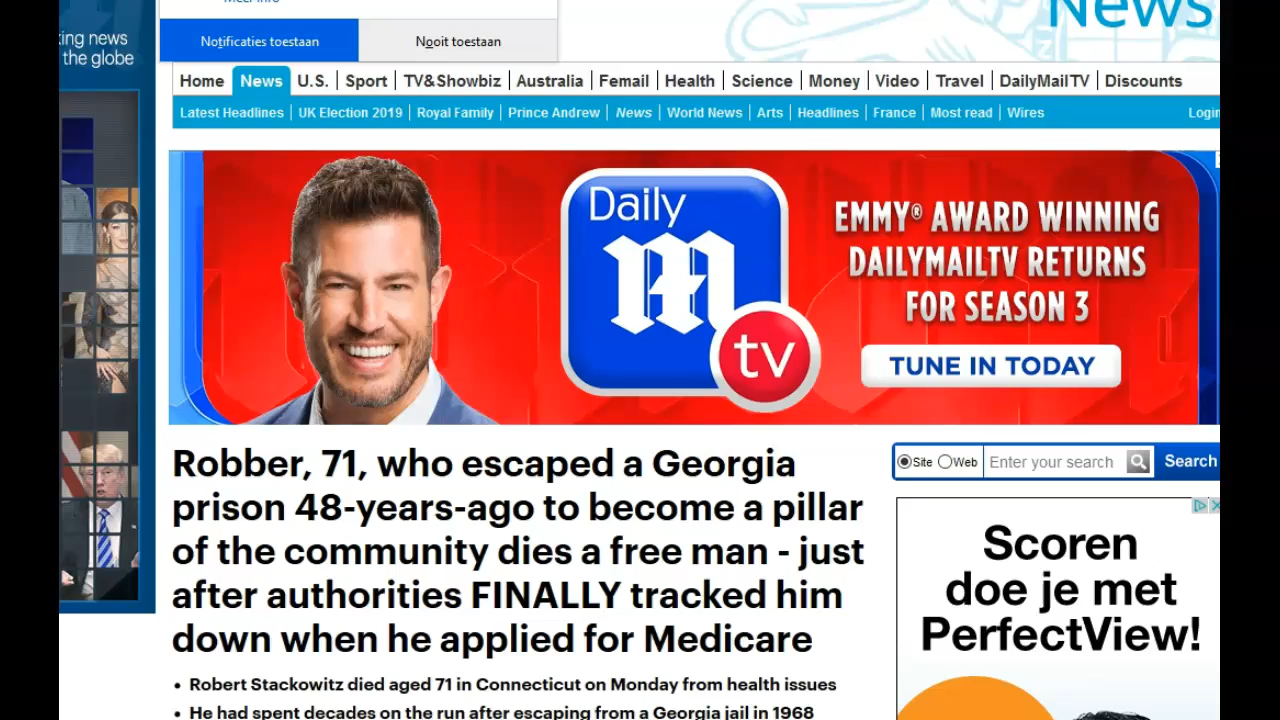 king news
the globe
Notificaties toestaan
Nooit toestaan
News
Home News U.S. Sport TV&Showbiz Australia Femail Health Science Money Video Travel DailyMailTV Discounts
Latest Headlines UK Election 2019 Royal Family Prince Andrew News World News Arts Headlines France Most read Wires Login
Daily
M
tv
EMMY® AWARD WINNING
DAILYMAILTV RETURNS
FOR SEASON 3
TUNE IN TODAY
Robber, 71, who escaped a Georgia
prison 48-years-ago to become a pillar
of the community dies a free man - just
after authorities FINALLY tracked him
down when he applied for Medicare
• Robert Stackowitz died aged 71 in Connecticut on Monday from health issues
• He had spent decades on the run after escaping from a Georgia jail in 1968
Site Web Enter your search Search
Scoren
doe je met
PerfectView!